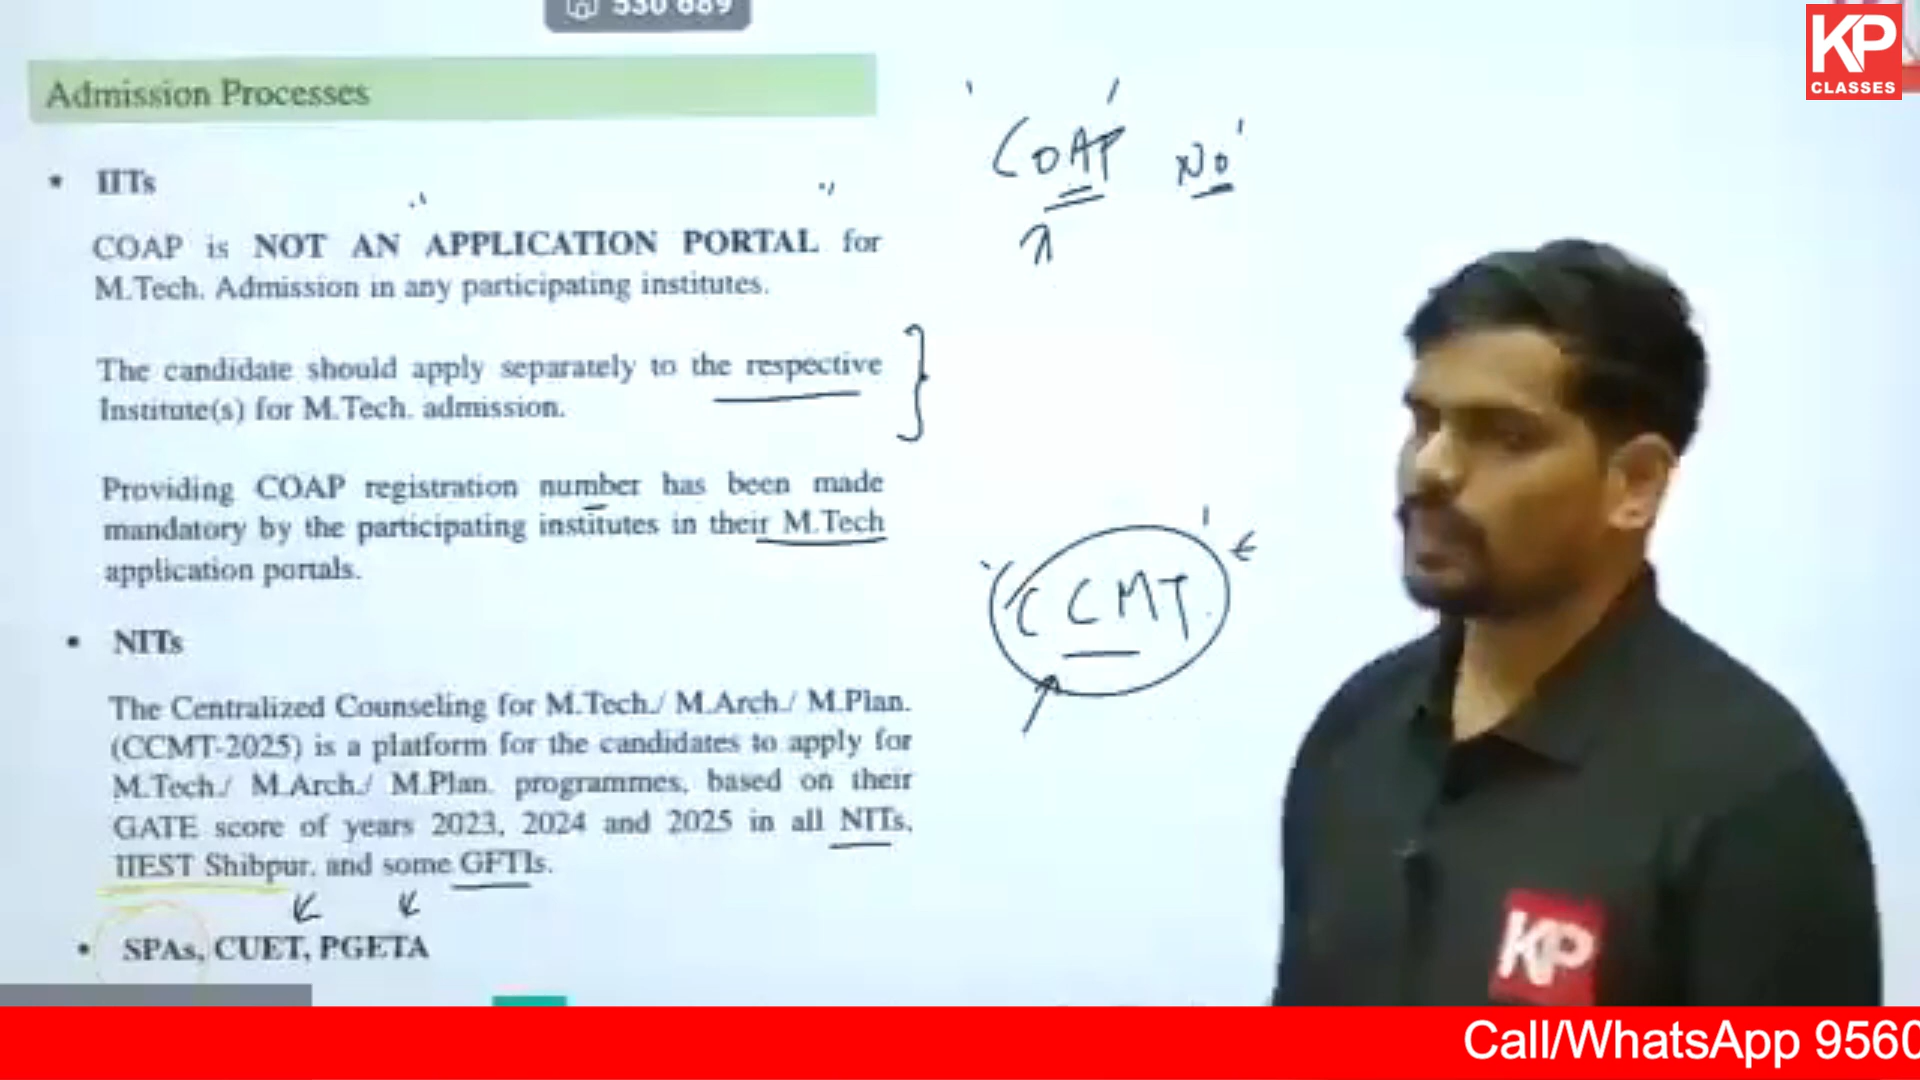 530 689
KP
CLASSES
Admission Processes
• IITs
COAP is NOT AN APPLICATION PORTAL for
M.Tech. Admission in any participating institutes.
The candidate should apply separately to the respective
Institute(s) for M.Tech. admission.
Providing COAP registration number has been made
mandatory by the participating institutes in their M.Tech
application portals.
• NITs
The Centralized Counseling for M.Tech./ M.Arch./ M.Plan.
(CCMT-2025) is a platform for the candidates to apply for
M.Tech./ M.Arch./ M.Plan. programmes, based on their
GATE score of years 2023, 2024 and 2025 in all NITs,
IIEST Shibpur, and some GFTIs.
• SPAs, CUET, PGETA
COAP No
CCMT
KP
Call/WhatsApp 9560